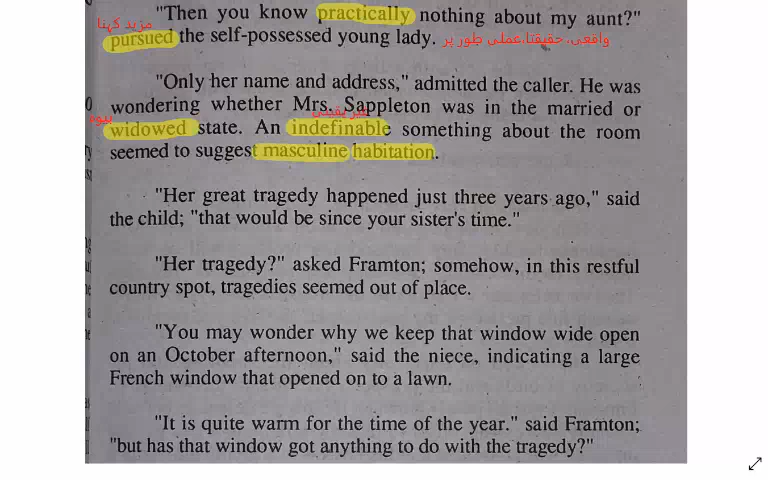 "Then you know practically nothing about my aunt?"
مزید کہنا
pursued the self-possessed young lady. واقعی، حقیقتا،عملی طور پر
"Only her name and address," admitted the caller. He was
wondering whether Mrs. Sappleton was in the married or
بیوہ
widowed state. An indefinable something about the room
seemed to suggest masculine habitation.
"Her great tragedy happened just three years ago," said
the child; "that would be since your sister's time."
"Her tragedy?" asked Framton; somehow, in this restful
country spot, tragedies seemed out of place.
"You may wonder why we keep that window wide open
on an October afternoon," said the niece, indicating a large
French window that opened on to a lawn.
"It is quite warm for the time of the year." said Framton;
"but has that window got anything to do with the tragedy?"